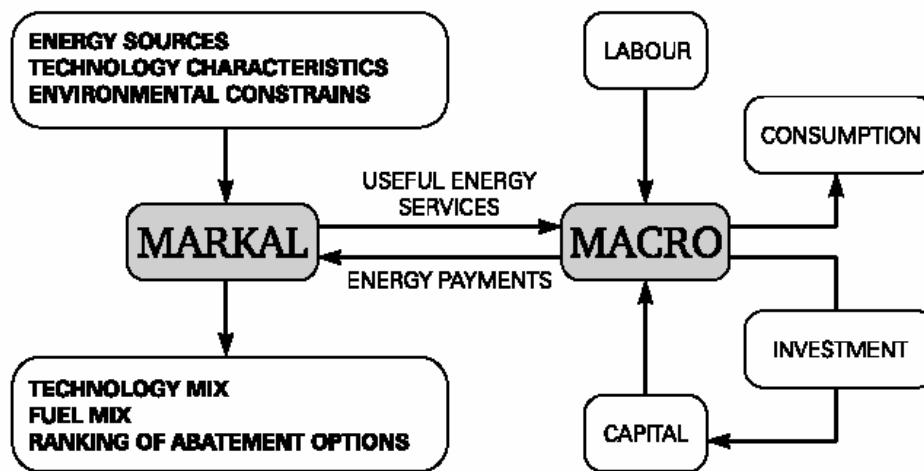 ENERGY SOURCES
TECHNOLOGY CHARACTERISTICS
ENVIRONMENTAL CONSTRAINS
LABOUR
CONSUMPTION
USEFUL ENERGY
SERVICES
MARKAL
MACRO
ENERGY PAYMENTS
INVESTMENT
TECHNOLOGY MIX
FUEL MIX
RANKING OF ABATEMENT OPTIONS
CAPITAL